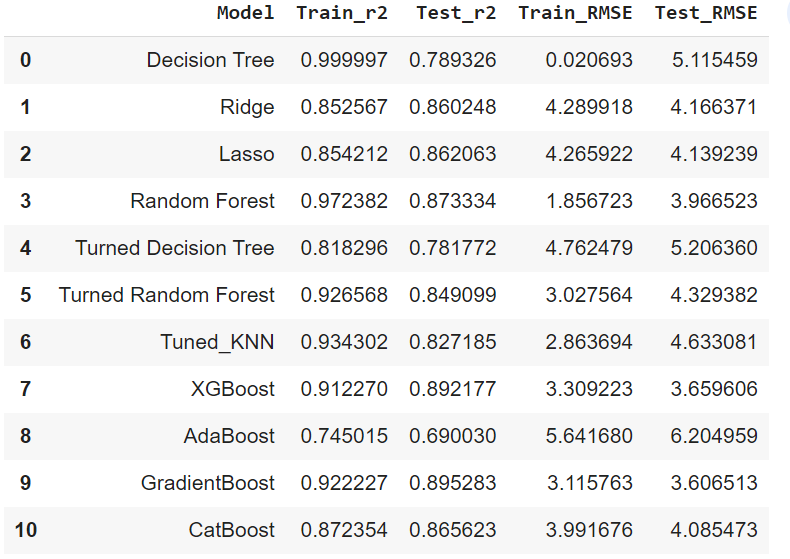 Model Train_r2 Test_r2 Train_RMSE Test_RMSE
0 Decision Tree 0.999997 0.789326 0.020693 5.115459
1 Ridge 0.852567 0.860248 4.289918 4.166371
2 Lasso 0.854212 0.862063 4.265922 4.139239
3 Random Forest 0.972382 0.873334 1.856723 3.966523
4 Turned Decision Tree 0.818296 0.781772 4.762479 5.206360
5 Turned Random Forest 0.926568 0.849099 3.027564 4.329382
6 Tuned_KNN 0.934302 0.827185 2.863694 4.633081
7 XGBoost 0.912270 0.892177 3.309223 3.659606
8 AdaBoost 0.745015 0.690030 5.641680 6.204959
9 GradientBoost 0.922227 0.895283 3.115763 3.606513
10 CatBoost 0.872354 0.865623 3.991676 4.085473